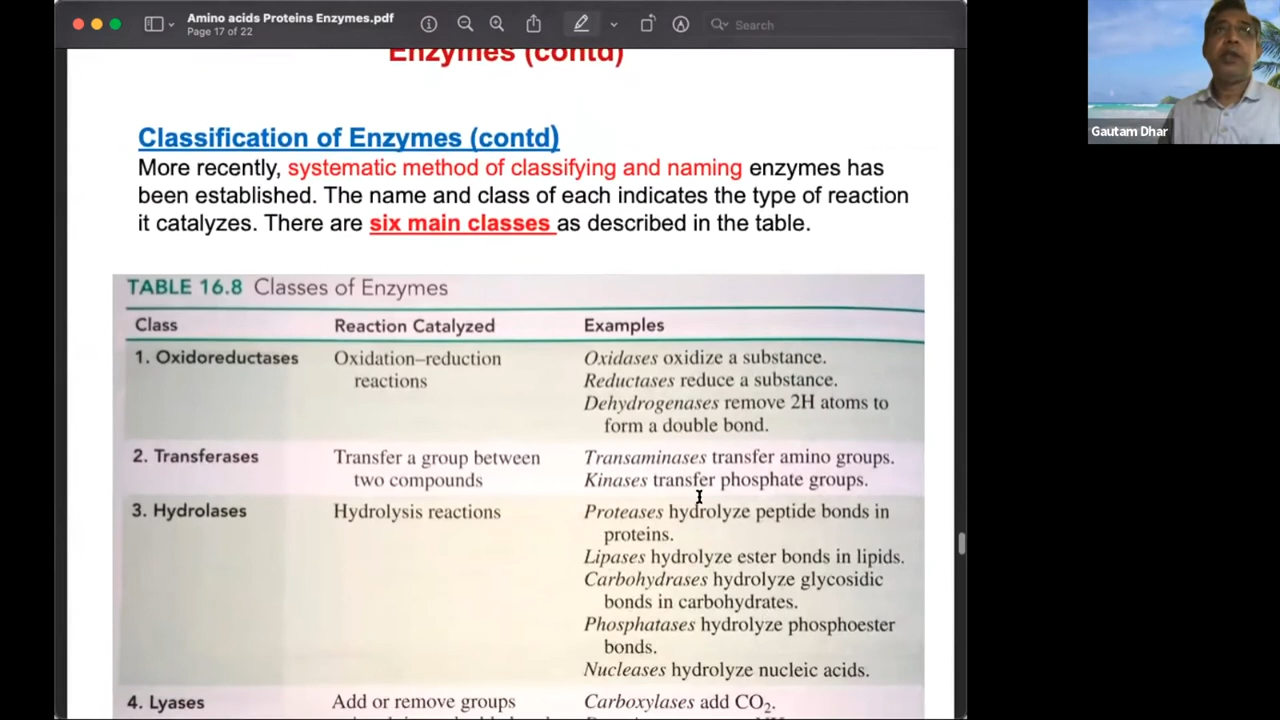 Amino acids Proteins Enzymes.pdf
Page 17 of 22
Search
Gautam Dhar
Enzymes (contd)
Classification of Enzymes (contd)
More recently, systematic method of classifying and naming enzymes has
been established. The name and class of each indicates the type of reaction
it catalyzes. There are six main classes as described in the table.
TABLE 16.8 Classes of Enzymes
Class Reaction Catalyzed Examples
1. Oxidoreductases Oxidation–reduction Oxidases oxidize a substance.
reactions Reductases reduce a substance.
Dehydrogenases remove 2H atoms to
form a double bond.
2. Transferases Transfer a group between Transaminases transfer amino groups.
two compounds Kinases transfer phosphate groups.
3. Hydrolases Hydrolysis reactions Proteases hydrolyze peptide bonds in
proteins.
Lipases hydrolyze ester bonds in lipids.
Carbohydrases hydrolyze glycosidic
bonds in carbohydrates.
Phosphatases hydrolyze phosphoester
bonds.
Nucleases hydrolyze nucleic acids.
4. Lyases Add or remove groups Carboxylases add CO₂.